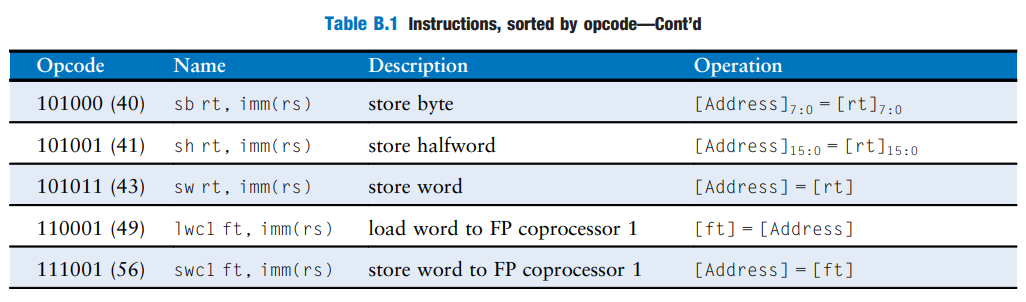 Table B.1 Instructions, sorted by opcode—Cont’d
Opcode Name Description Operation
101000 (40) sb rt, imm(rs) store byte [Address]7:0 = [rt]7:0
101001 (41) sh rt, imm(rs) store halfword [Address]15:0 = [rt]15:0
101011 (43) sw rt, imm(rs) store word [Address] = [rt]
110001 (49) lwc1 ft, imm(rs) load word to FP coprocessor 1 [ft] = [Address]
111001 (56) swc1 ft, imm(rs) store word to FP coprocessor 1 [Address] = [ft]